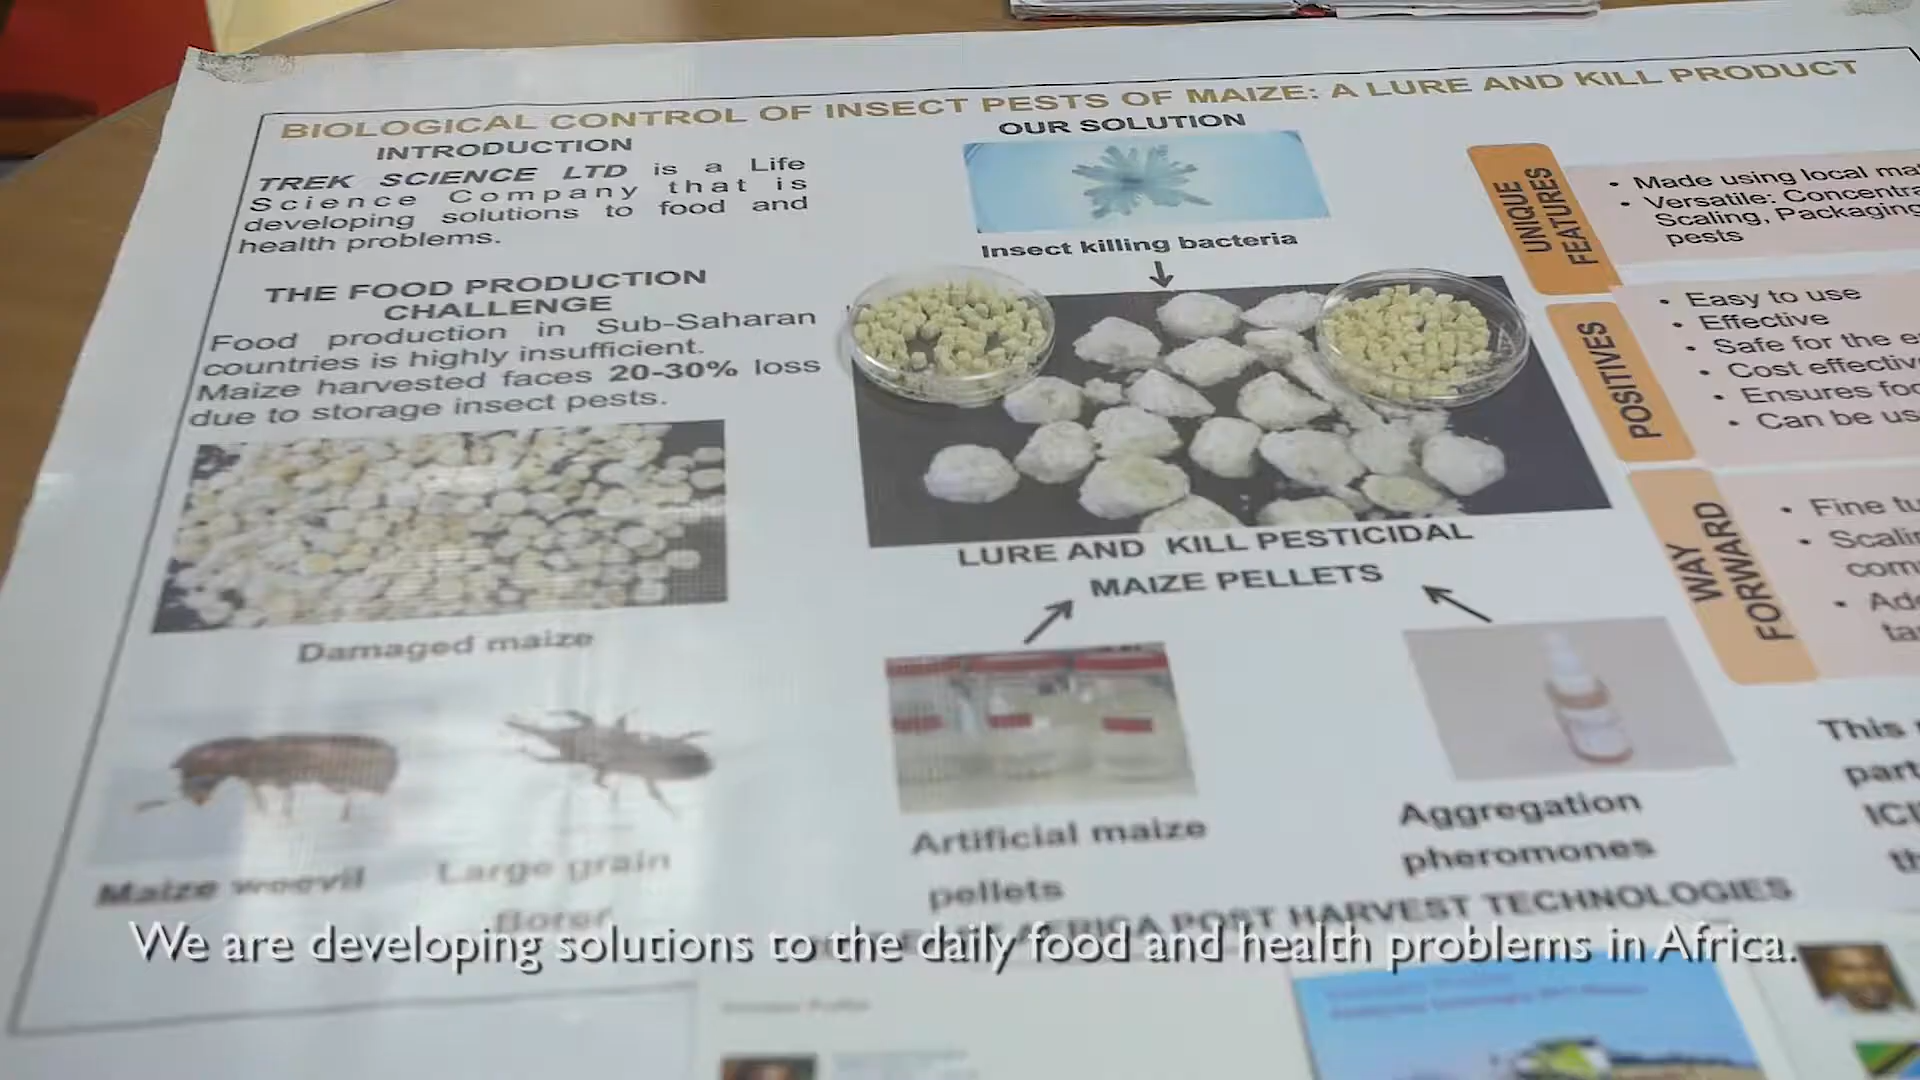 BIOLOGICAL CONTROL OF INSECT PESTS OF MAIZE: A LURE AND KILL PRODUCT
INTRODUCTION
TREK SCIENCE LTD is a Life
Science Company that is
developing solutions to food and
health problems.
THE FOOD PRODUCTION
CHALLENGE
Food production in Sub-Saharan
countries is highly insufficient.
Maize harvested faces 20-30% loss
due to storage insect pests.
Damaged maize
Maize weevil
Large grain
Borer
OUR SOLUTION
Insect killing bacteria
LURE AND KILL PESTICIDAL
MAIZE PELLETS
Artificial maize
pellets
Aggregation
pheromones
UNIQUE
FEATURES
• Made using local
• Versatile:
Scaling, Packaging
pests
POSITIVES
• Easy to use
• Effective
• Safe for the
• Cost effective
• Ensures
• Can be
WAY
FORWARD
• Fine
This
AFRICA POST HARVEST TECHNOLOGIES
We are developing solutions to the daily food and health problems in Africa.